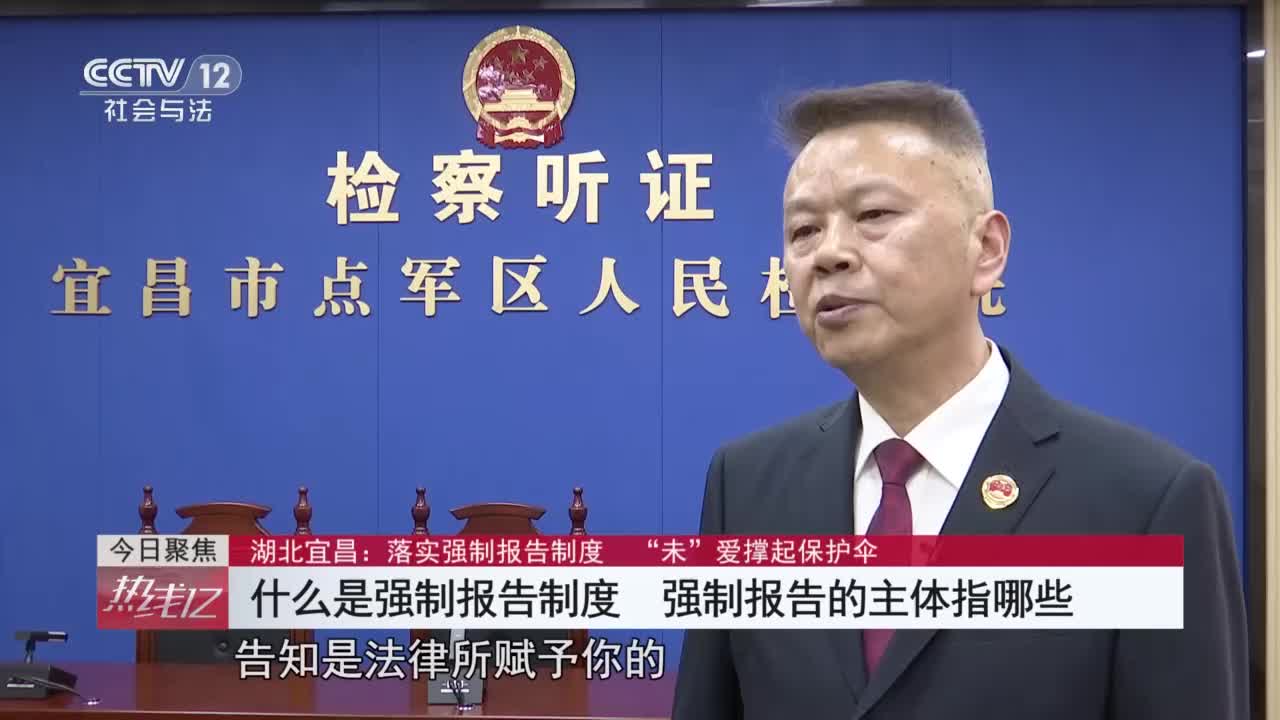 CCTV 12
社会与法
检察听证
宜昌市点军区人民检 院
今日聚焦
湖北宜昌：落实强制报告制度 “未”爱撑起保护伞
热线12
什么是强制报告制度 强制报告的主体指哪些
告知是法律所赋予你的